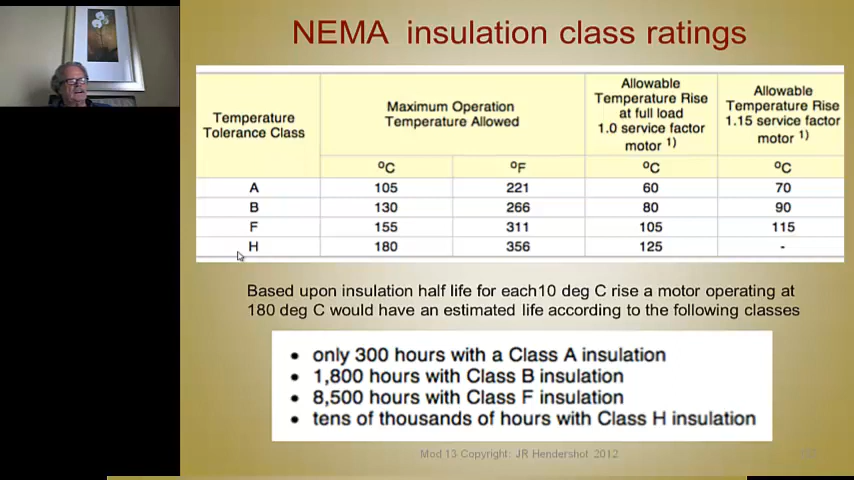 NEMA insulation class ratings
Temperature Tolerance Class
Maximum Operation Temperature Allowed
Allowable Temperature Rise at full load 1.0 service factor motor 1)
Allowable Temperature Rise 1.15 service factor motor 1)
ºC ºF ºC ºC
A 105 221 60 70
B 130 266 80 90
F 155 311 105 115
H 180 356 125 -
Based upon insulation half life for each10 deg C rise a motor operating at
180 deg C would have an estimated life according to the following classes
• only 300 hours with a Class A insulation
• 1,800 hours with Class B insulation
• 8,500 hours with Class F insulation
• tens of thousands of hours with Class H insulation
Mod 13 Copyright: JR Hendershot 2012